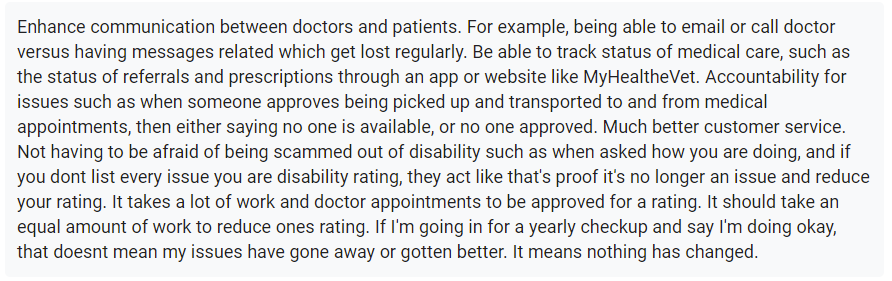 Enhance communication between doctors and patients. For example, being able to email or call doctor
versus having messages related which get lost regularly. Be able to track status of medical care, such as
the status of referrals and prescriptions through an app or website like MyHealtheVet. Accountability for
issues such as when someone approves being picked up and transported to and from medical
appointments, then either saying no one is available, or no one approved. Much better customer service.
Not having to be afraid of being scammed out of disability such as when asked how you are doing, and if
you dont list every issue you are disability rating, they act like that's proof it's no longer an issue and reduce
your rating. It takes a lot of work and doctor appointments to be approved for a rating. It should take an
equal amount of work to reduce ones rating. If I'm going in for a yearly checkup and say I'm doing okay,
that doesnt mean my issues have gone away or gotten better. It means nothing has changed.